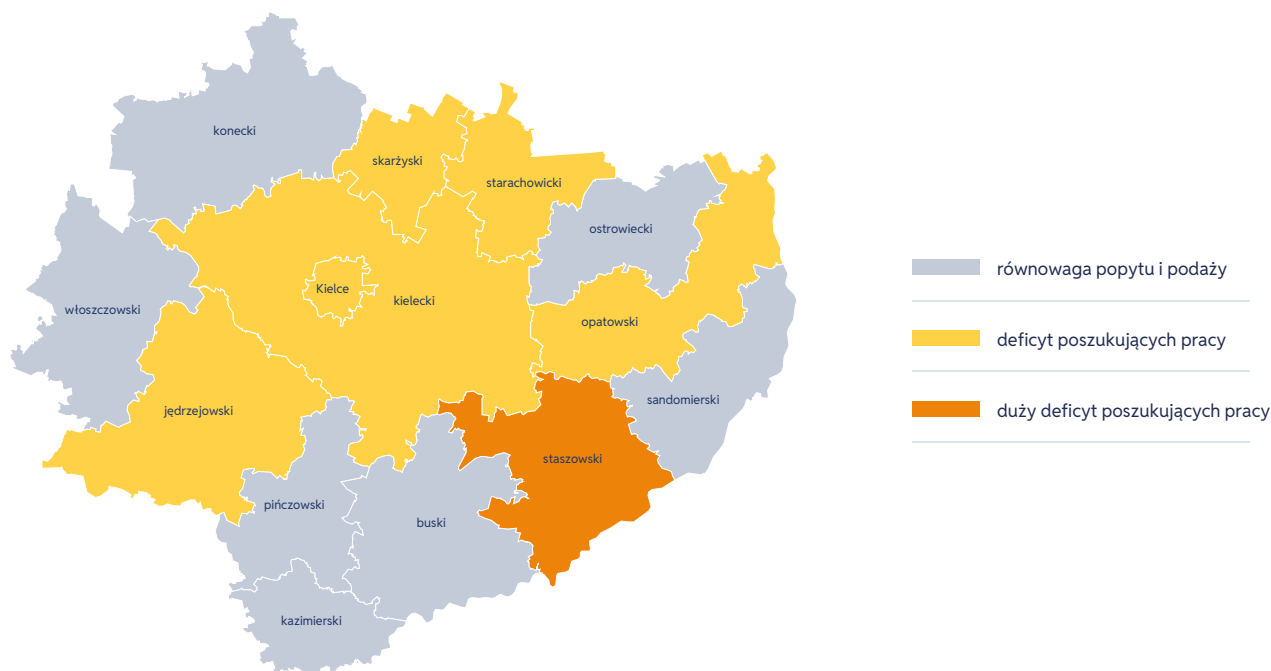 konecki
skarżyski
starachowicki
ostrowiecki
włoszczowski
Kielce
kielecki
opatowski
jędrzejowski
sandomierski
staszowski
pińczowski
buski
kazimierski
równowaga popytu i podaży
deficyt poszukujących pracy
duży deficyt poszukujących pracy